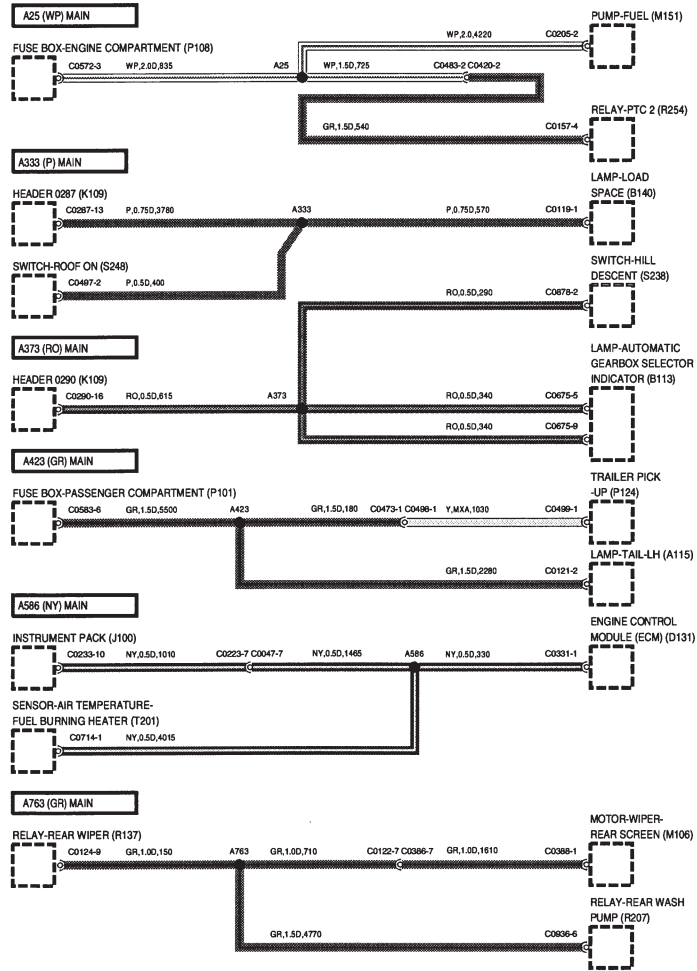 A25 (WP) MAIN
PUMP-FUEL (M151)
WP,2.0,4220 C0205-2
FUSE BOX-ENGINE COMPARTMENT (P108)
C0572-3 WP,2.0D,835 A25 WP,1.5D,725 C0483-2 C0420-2
RELAY-PTC 2 (R254)
GR,1.5D,540 C0157-4
A333 (P) MAIN
LAMP-LOAD
SPACE (B140)
HEADER 0287 (K109)
C0287-13 P,0.75D,3780 A333 P,0.75D,570 C0119-1
SWITCH-HILL
DESCENT (S238)
SWITCH-ROOF ON (S248)
C0497-2 P,0.5D,400
RO,0.5D,290 C0878-2
A373 (RO) MAIN
LAMP-AUTOMATIC
GEARBOX SELECTOR
INDICATOR (B113)
HEADER 0290 (K109)
C0290-16 RO,0.5D,615 A373 RO,0.5D,340 C0675-5
RO,0.5D,340 C0675-9
A423 (GR) MAIN
TRAILER PICK
-UP (P124)
FUSE BOX-PASSENGER COMPARTMENT (P101)
C0583-6 GR,1.5D,5500 A423 GR,1.5D,180 C0473-1 C0498-1 Y,MXA,1030 C0499-1
LAMP-TAIL-LH (A115)
GR,1.5D,2280 C0121-2
A586 (NY) MAIN
ENGINE CONTROL
MODULE (ECM) (D131)
INSTRUMENT PACK (J100)
C0233-10 NY,0.5D,1010 C0223-7 C0047-7 NY,0.5D,1465 A586 NY,0.5D,330 C0331-1
SENSOR-AIR TEMPERATURE-
FUEL BURNING HEATER (T201)
C0714-1 NY,0.5D,4015
A763 (GR) MAIN
MOTOR-WIPER-
REAR SCREEN (M106)
RELAY-REAR WIPER (R137)
C0124-9 GR,1.0D,150 A763 GR,1.0D,710 C0122-7 C0386-7 GR,1.0D,1610 C0388-1
RELAY-REAR WASH
PUMP (R207)
GR,1.5D,4770 C0936-6